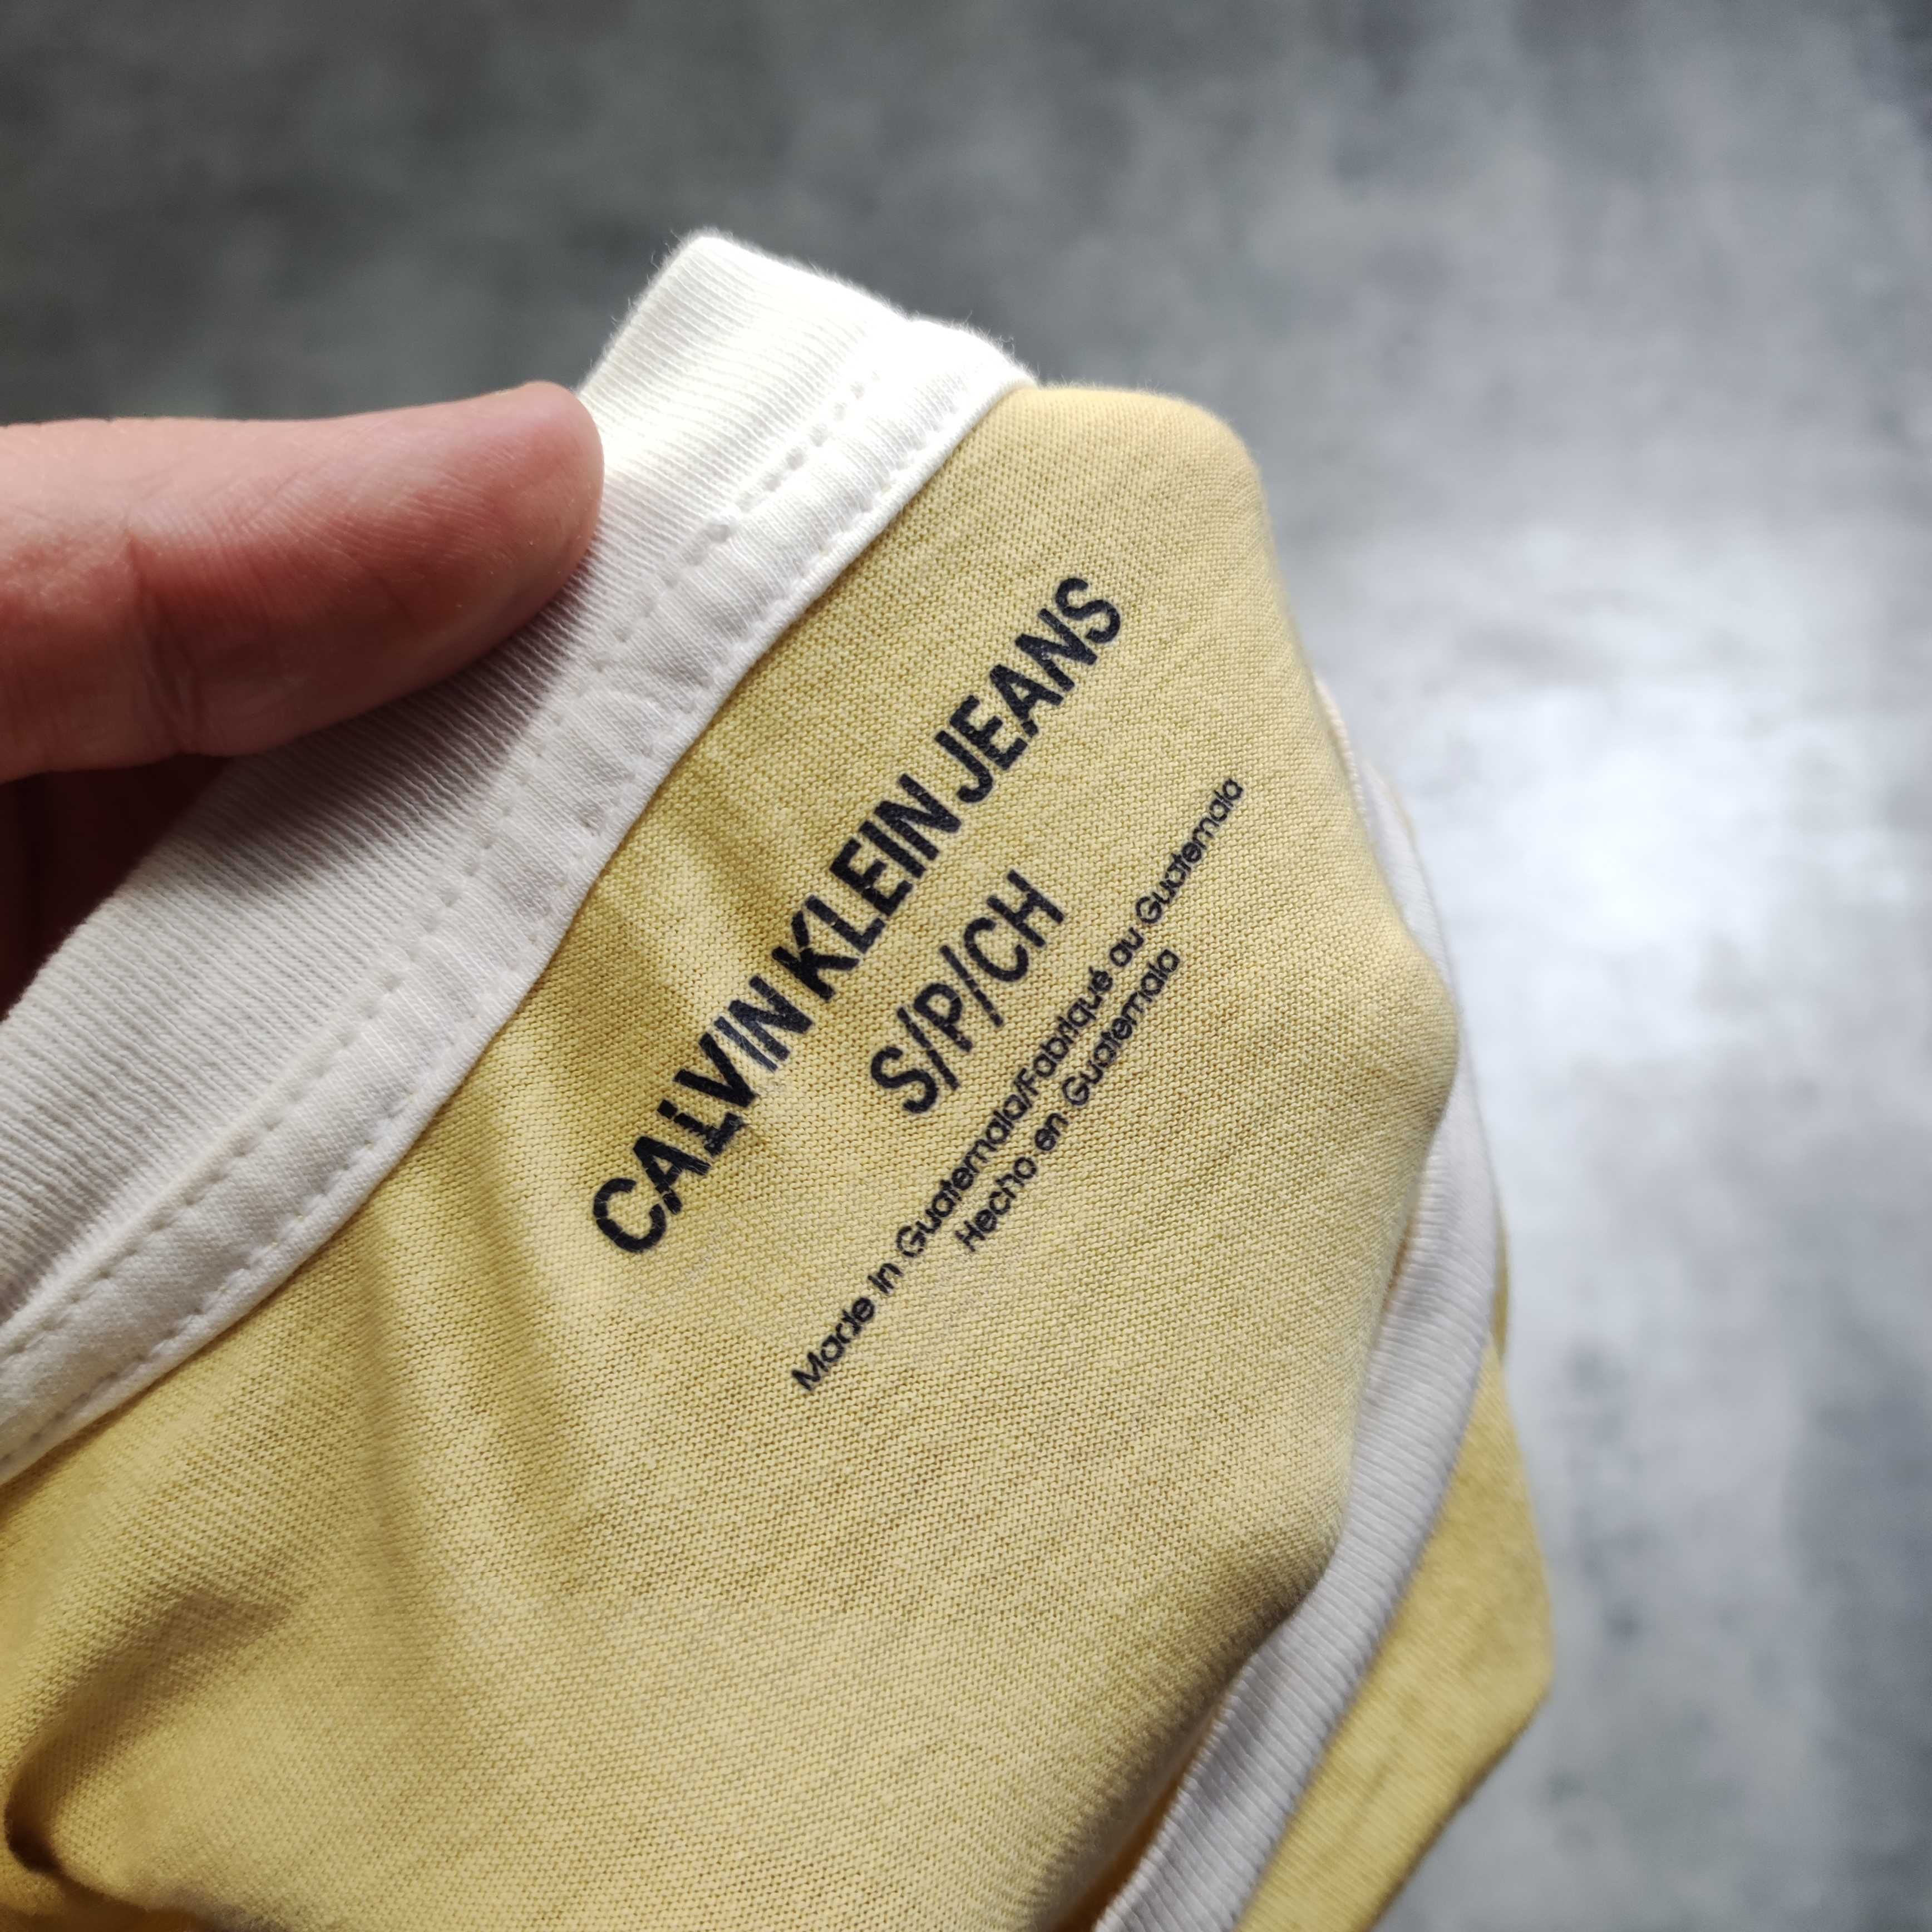 CALVIN KLEIN JEANS
S/P/CH
Made in Guatemala/Fabriqué au Guatemala
Hecho en Guatemala